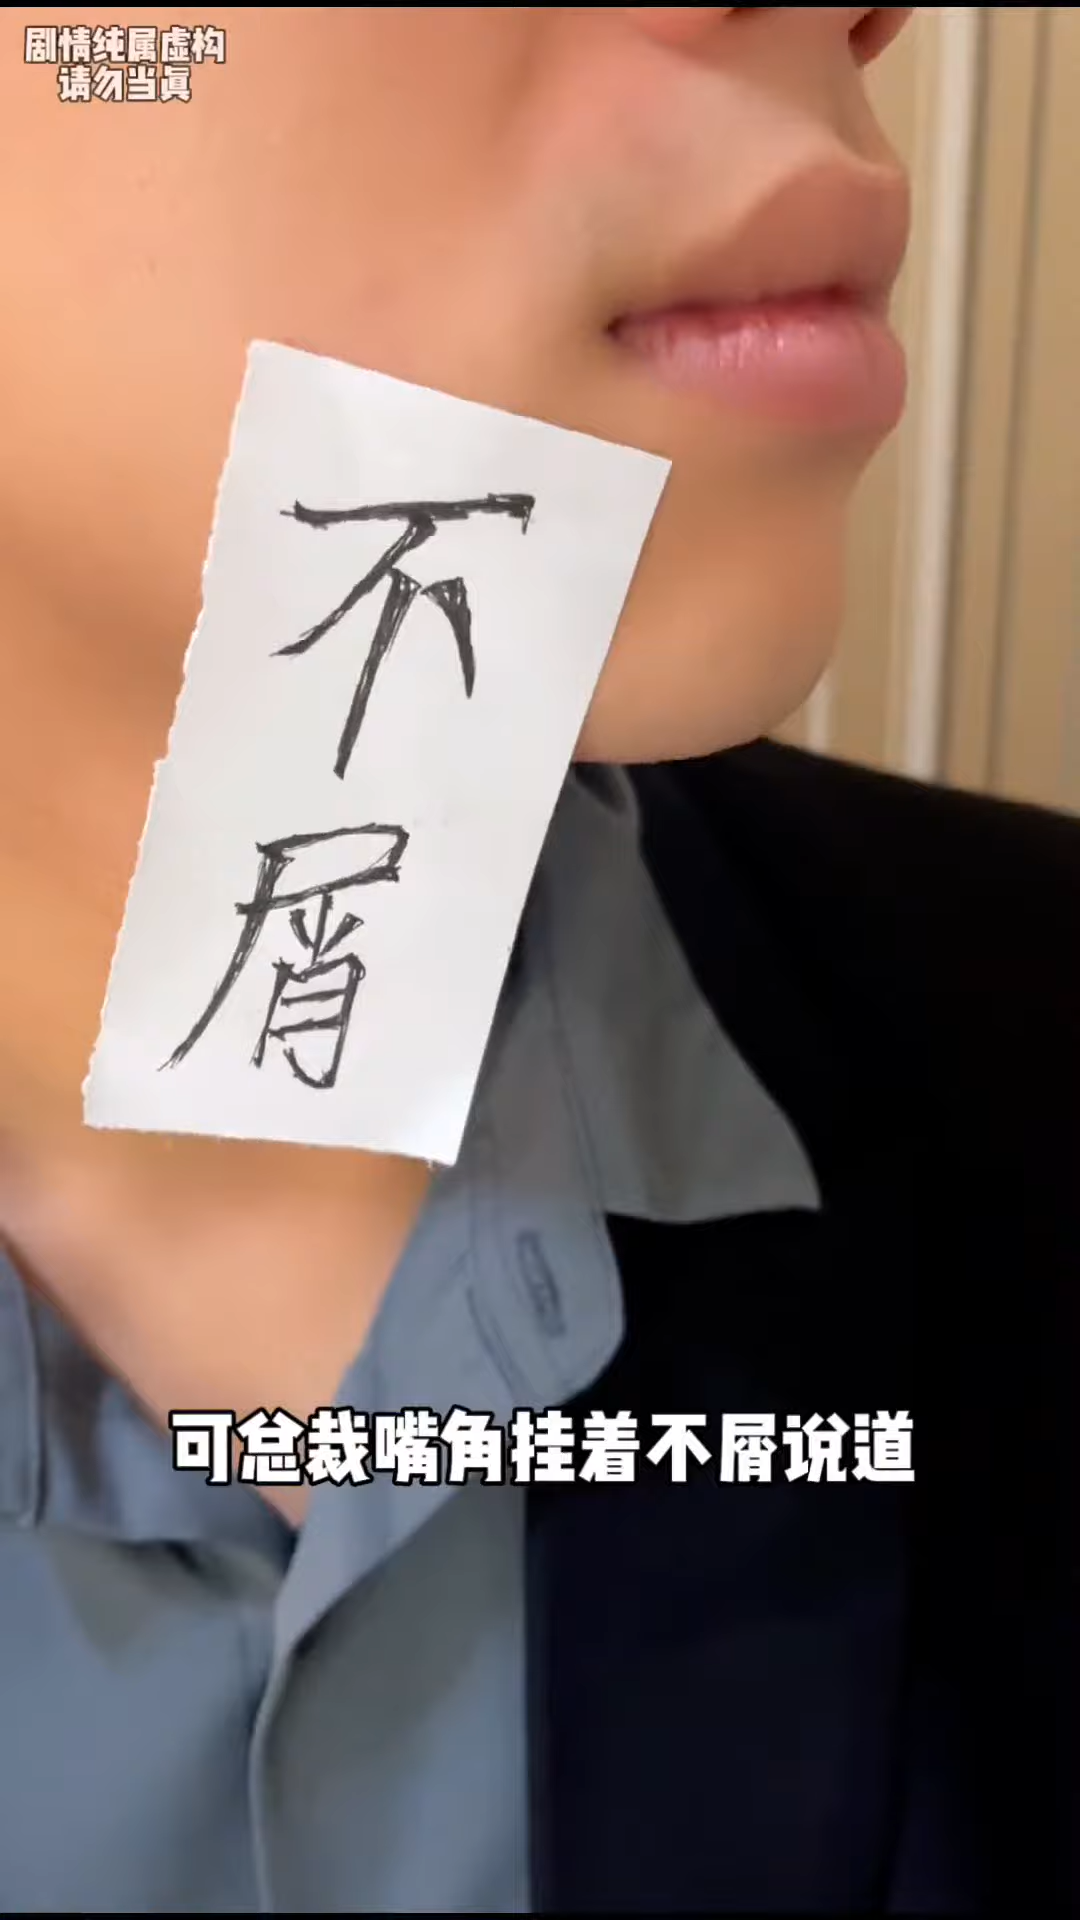 剧情纯属虚构
请勿当真
不
屑
可总裁嘴角挂着不屑说道